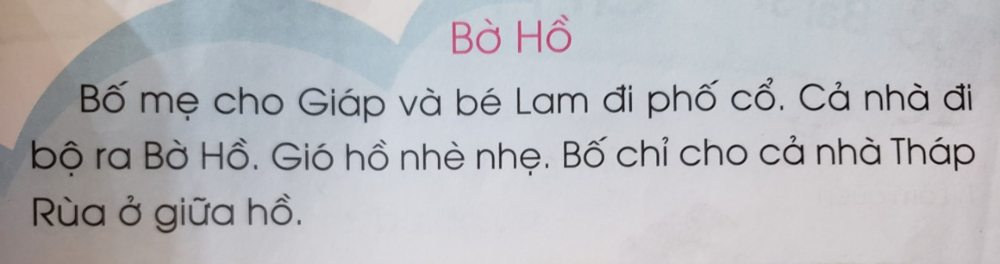 Bờ Hồ
Bố mẹ cho Giáp và bé Lam đi phố cổ. Cả nhà đi
bộ ra Bờ Hồ. Gió hồ nhè nhẹ. Bố chỉ cho cả nhà Tháp
Rùa ở giữa hồ.